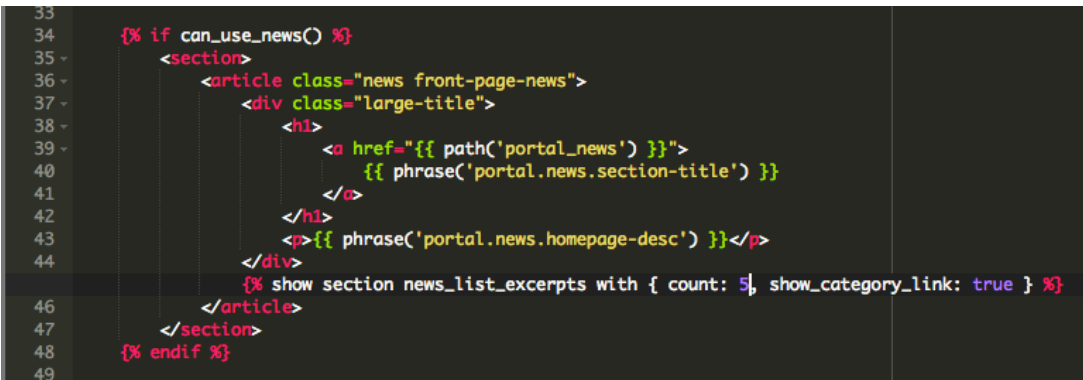 33
34 {% if can_use_news() %}
35 <section>
36 <article class="news front-page-news">
37 <div class="large-title">
38 <h1>
39 <a href="{{ path('portal_news') }}">
40 {{ phrase('portal.news.section-title') }}
41 </a>
42 </h1>
43 <p>{{ phrase('portal.news.homepage-desc') }}</p>
44 </div>
{% show section news_list_excerpts with { count: 5, show_category_link: true } %}
46 </article>
47 </section>
48 {% endif %}
49